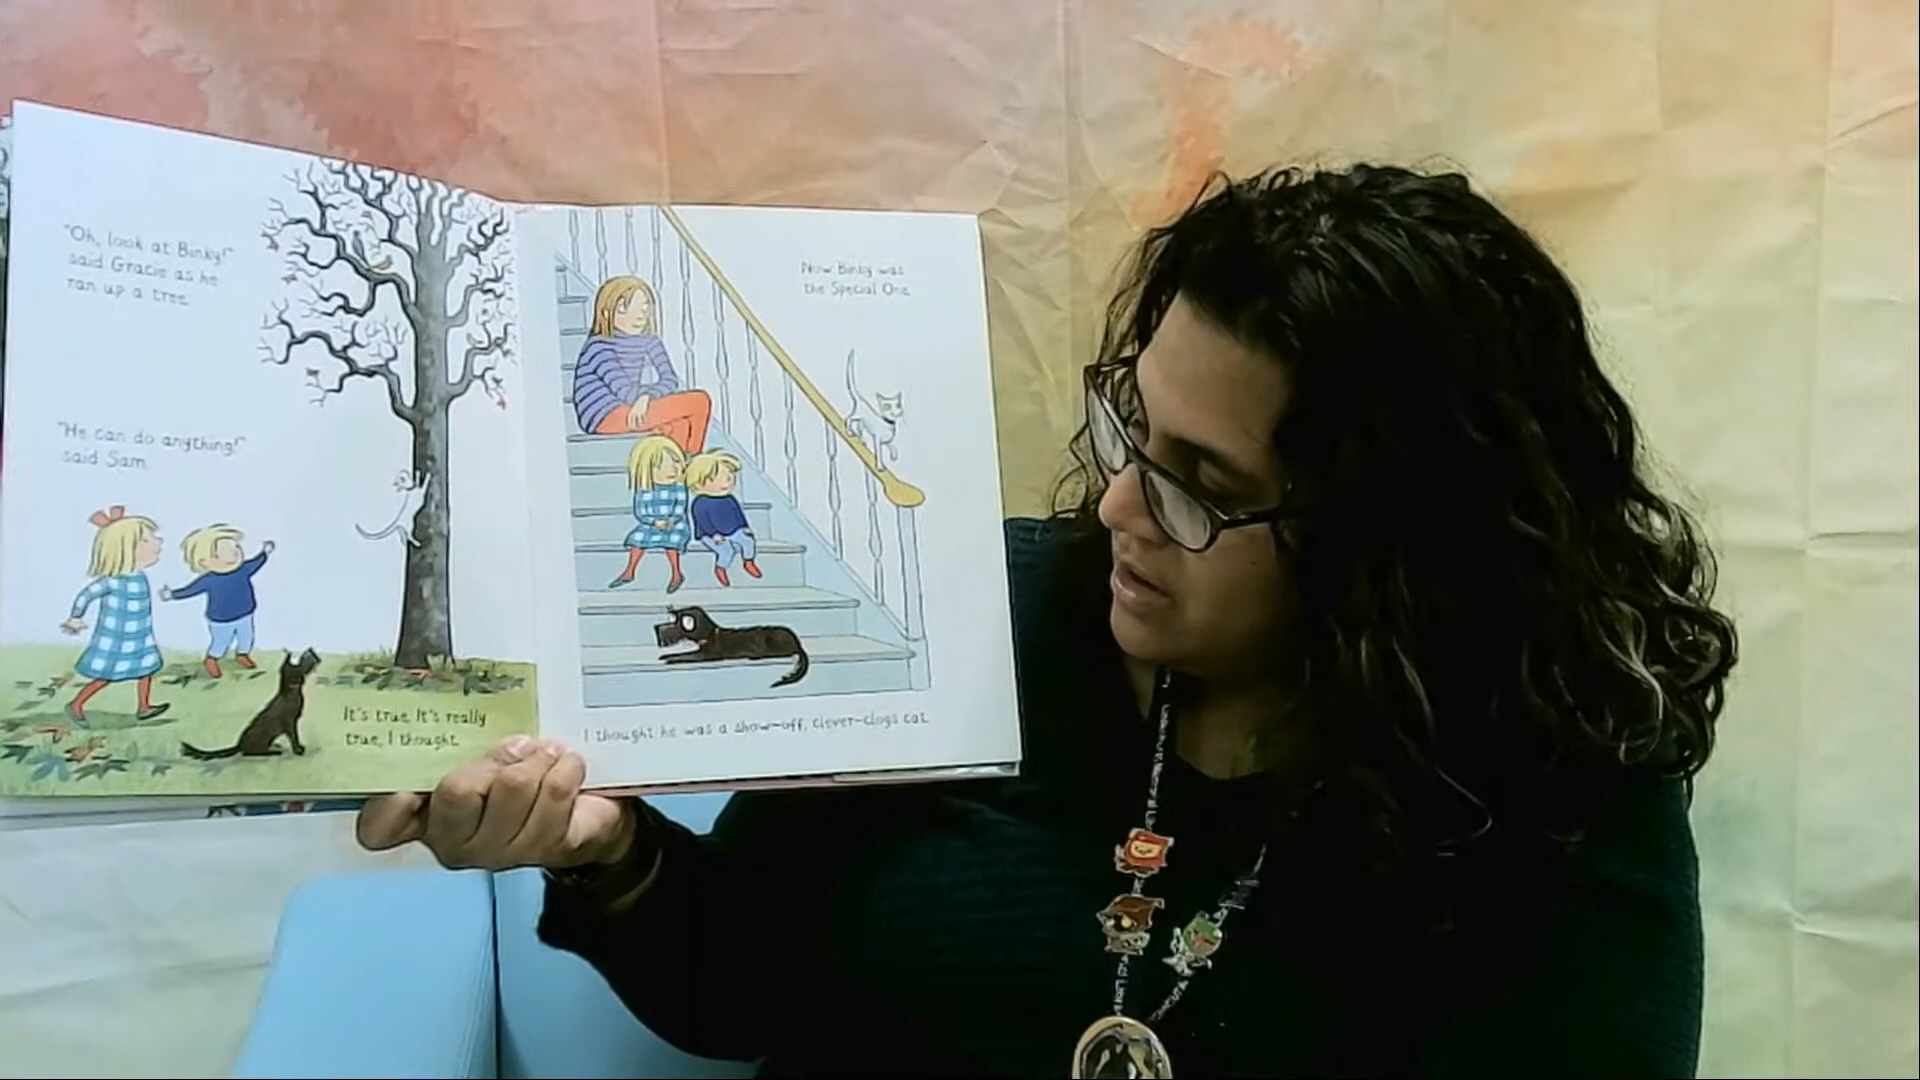 "Oh, look at Binky!"
said Gracie as he
ran up a tree.
"He can do anything!"
said Sam.
It's true. It's really
true, I thought.
Now Binky was
the Special One.
I thought he was a show-off, clever-clogs cat.